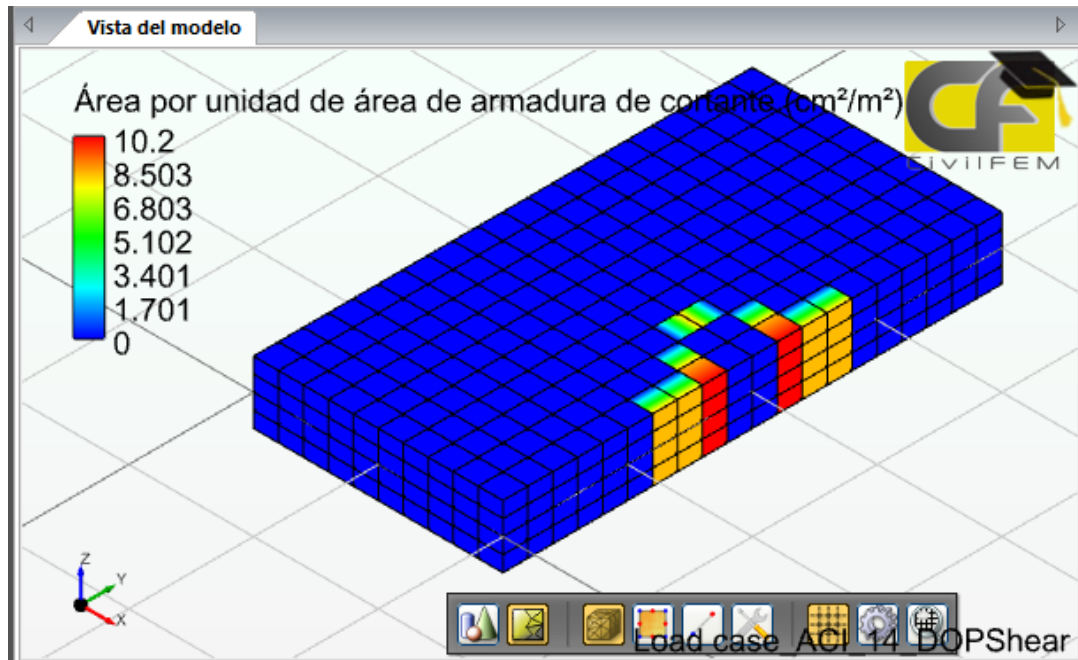 Vista del modelo
Área por unidad de área de armadura de cortante (cm²/m²)
CF
CivilFEM
10.2
8.503
6.803
5.102
3.401
1.701
0
Z
Y
X
Load case_ACI_14_DOPShear